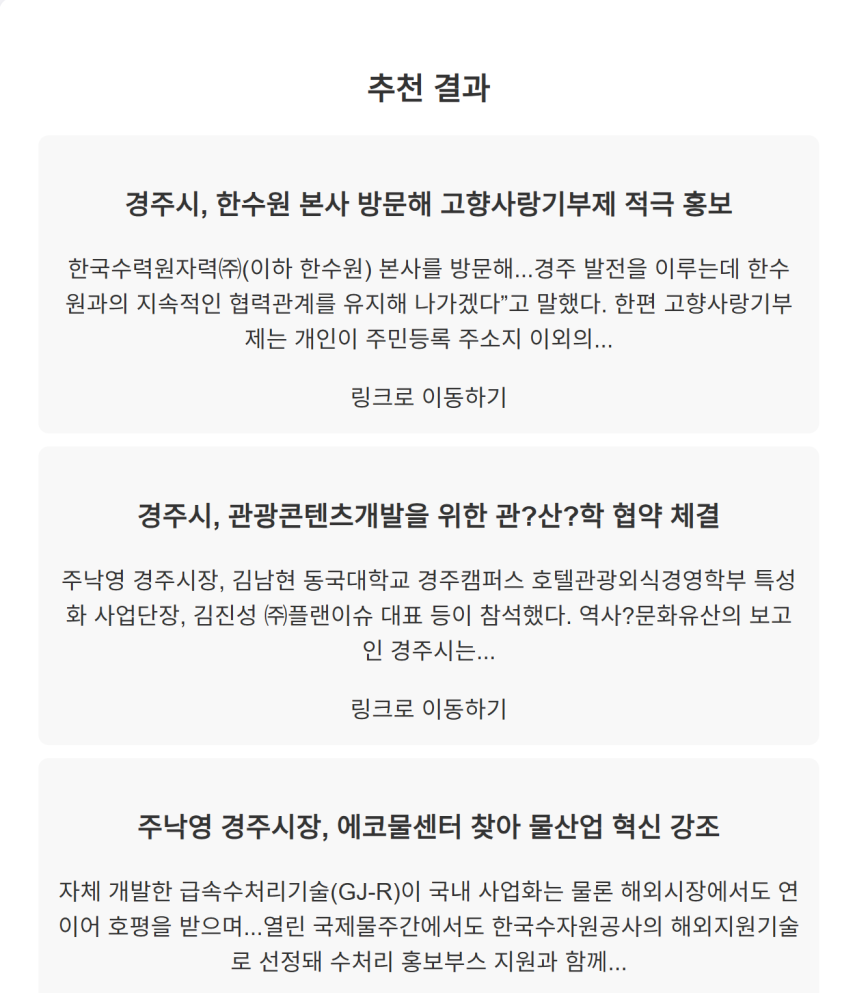 추천 결과
경주시, 한수원 본사 방문해 고향사랑기부제 적극 홍보
한국수력원자력㈜(이하 한수원) 본사를 방문해...경주 발전을 이루는데 한수
원과의 지속적인 협력관계를 유지해 나가겠다”고 말했다. 한편 고향사랑기부
제는 개인이 주민등록 주소지 이외의...
링크로 이동하기
경주시, 관광콘텐츠개발을 위한 관?산?학 협약 체결
주낙영 경주시장, 김남현 동국대학교 경주캠퍼스 호텔관광외식경영학부 특성
화 사업단장, 김진성 ㈜플랜이슈 대표 등이 참석했다. 역사?문화유산의 보고
인 경주시는...
링크로 이동하기
주낙영 경주시장, 에코물센터 찾아 물산업 혁신 강조
자체 개발한 급속수처리기술(GJ-R)이 국내 사업화는 물론 해외시장에서도 연
이어 호평을 받으며...열린 국제물주간에서도 한국수자원공사의 해외지원기술
로 선정돼 수처리 홍보부스 지원과 함께...